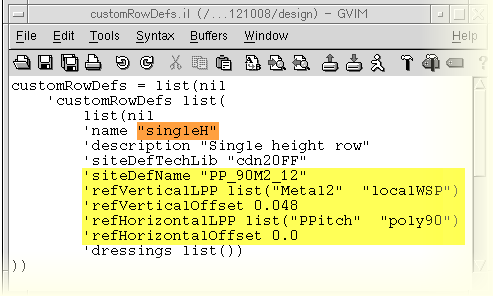 customRowDefs.il (/...121008/design) - GVIM
File Edit Tools Syntax Buffers Window Help
customRowDefs = list(nil
'customRowDefs list(
list(nil
'name "singleH"
'description "Single height row"
'siteDefTechLib "cdn20FF"
'siteDefName "PP_90M2_12"
'refVerticalLPP list("Metal2" "localWSP")
'refVerticalOffset 0.048
'refHorizontalLPP list("PPitch" "poly90")
'refHorizontalOffset 0.0
'dressings list())
))